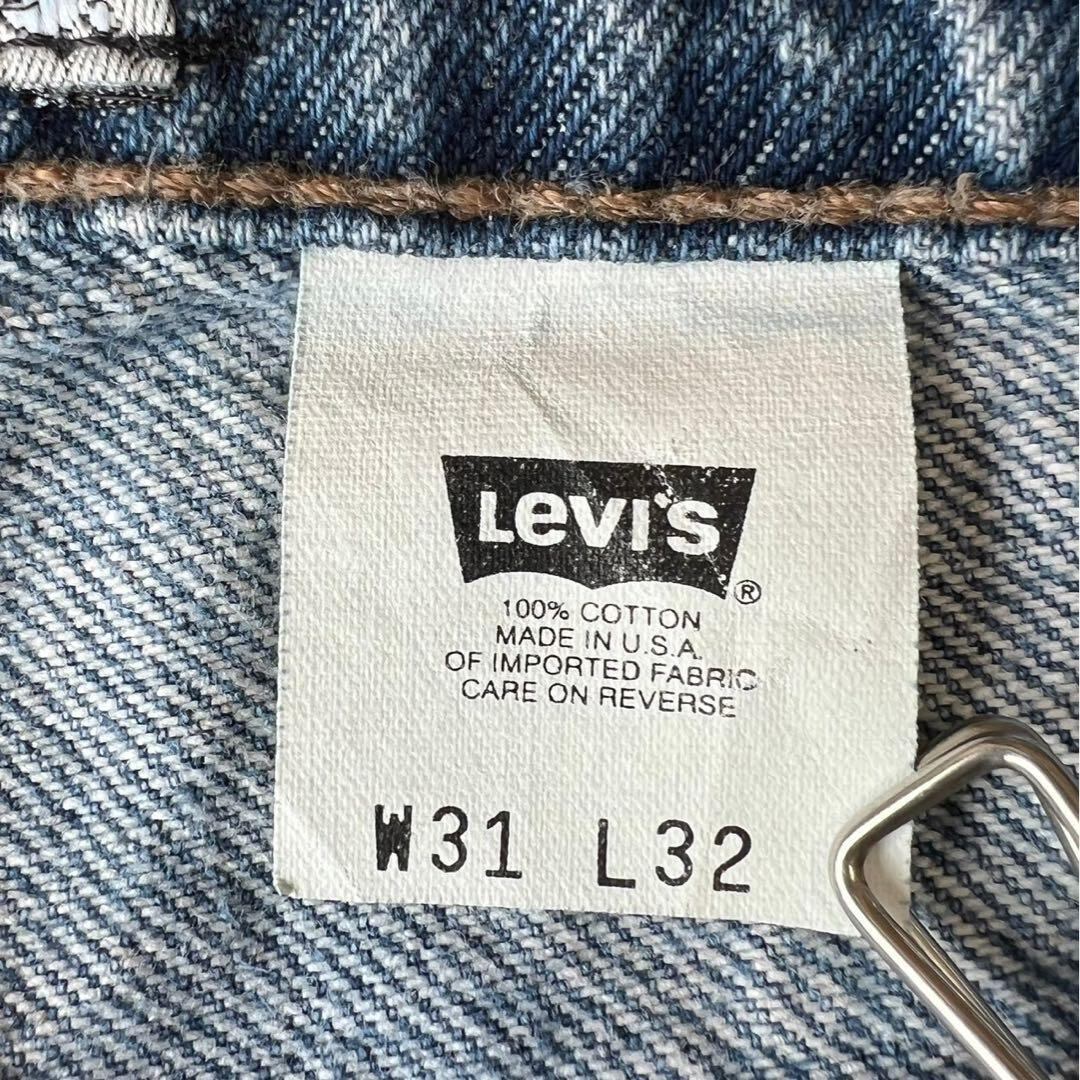 LEVI'S ®
100% COTTON
MADE IN U.S.A.
OF IMPORTED FABRIC
CARE ON REVERSE
W31 L32